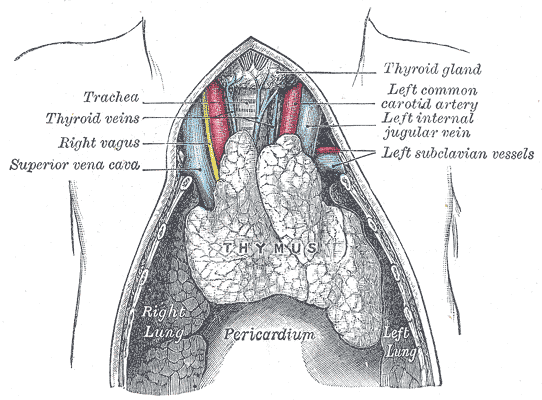 Thyroid gland
Trachea
Left common
carotid artery
Thyroid veins
Left internal
jugular vein
Right vagus
Left subclavian vessels
Superior vena cava
THYMUS
Right
Lung
Pericardium
Left
Lung